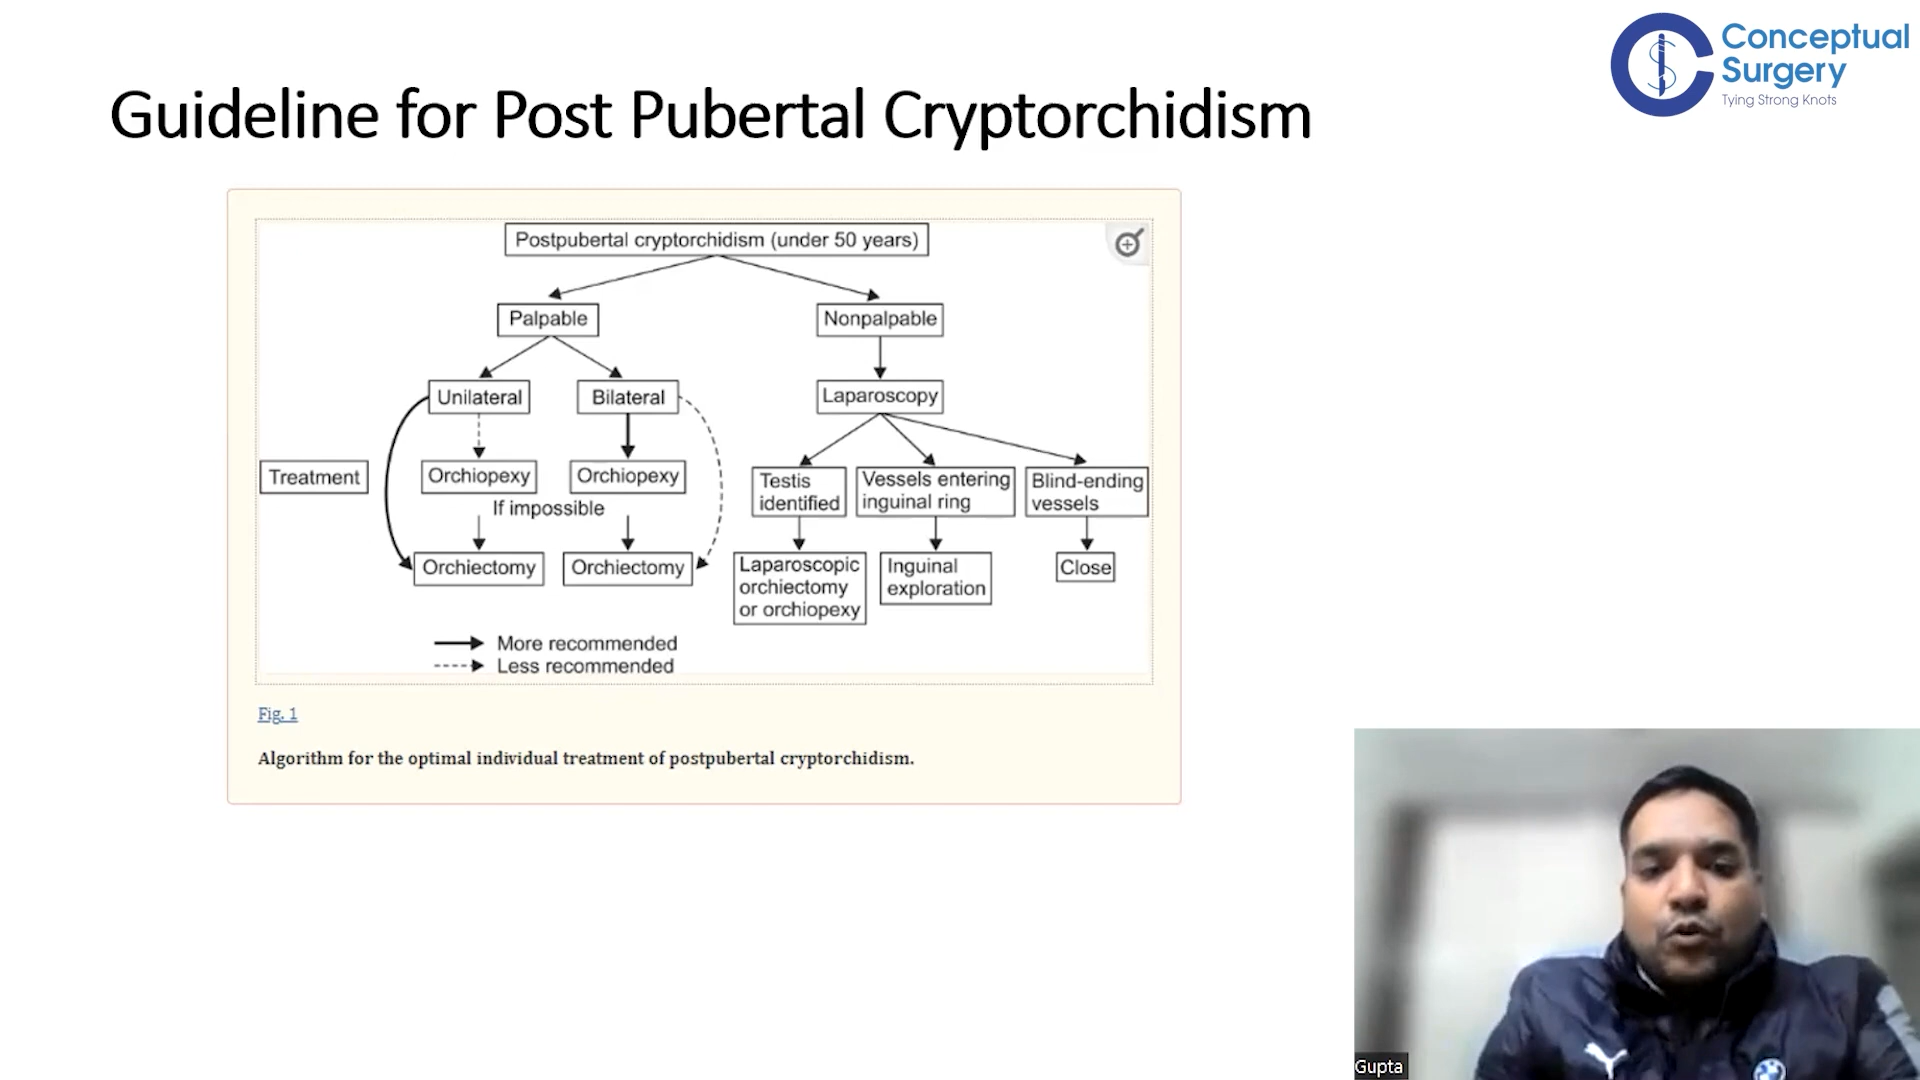 Conceptual
Surgery
Tying Strong Knots
Guideline for Post Pubertal Cryptorchidism
Postpubertal cryptorchidism (under 50 years)
Palpable
Nonpalpable
Unilateral
Bilateral
Laparoscopy
Treatment
Orchiopexy
Orchiopexy
If impossible
Testis
identified
Vessels entering
inguinal ring
Blind-ending
vessels
Orchiectomy
Orchiectomy
Laparoscopic
orchiectomy
or orchiopexy
Inguinal
exploration
Close
More recommended
Less recommended
Fig. 1
Algorithm for the optimal individual treatment of postpubertal cryptorchidism.
Gupta